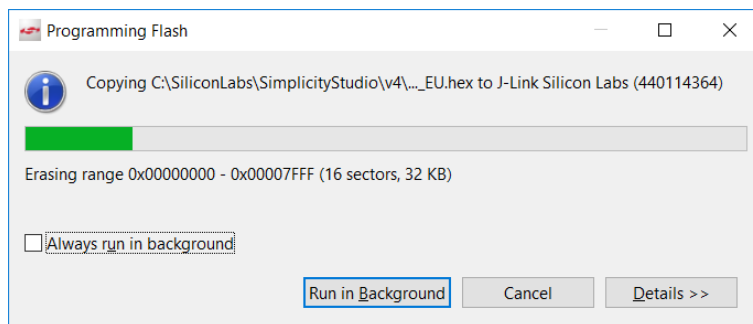 Programming Flash
Copying C:\SiliconLabs\SimplicityStudio\v4\..._EU.hex to J-Link Silicon Labs (440114364)
Erasing range 0x00000000 - 0x00007FFF (16 sectors, 32 KB)
Always run in background
Run in Background Cancel Details >>